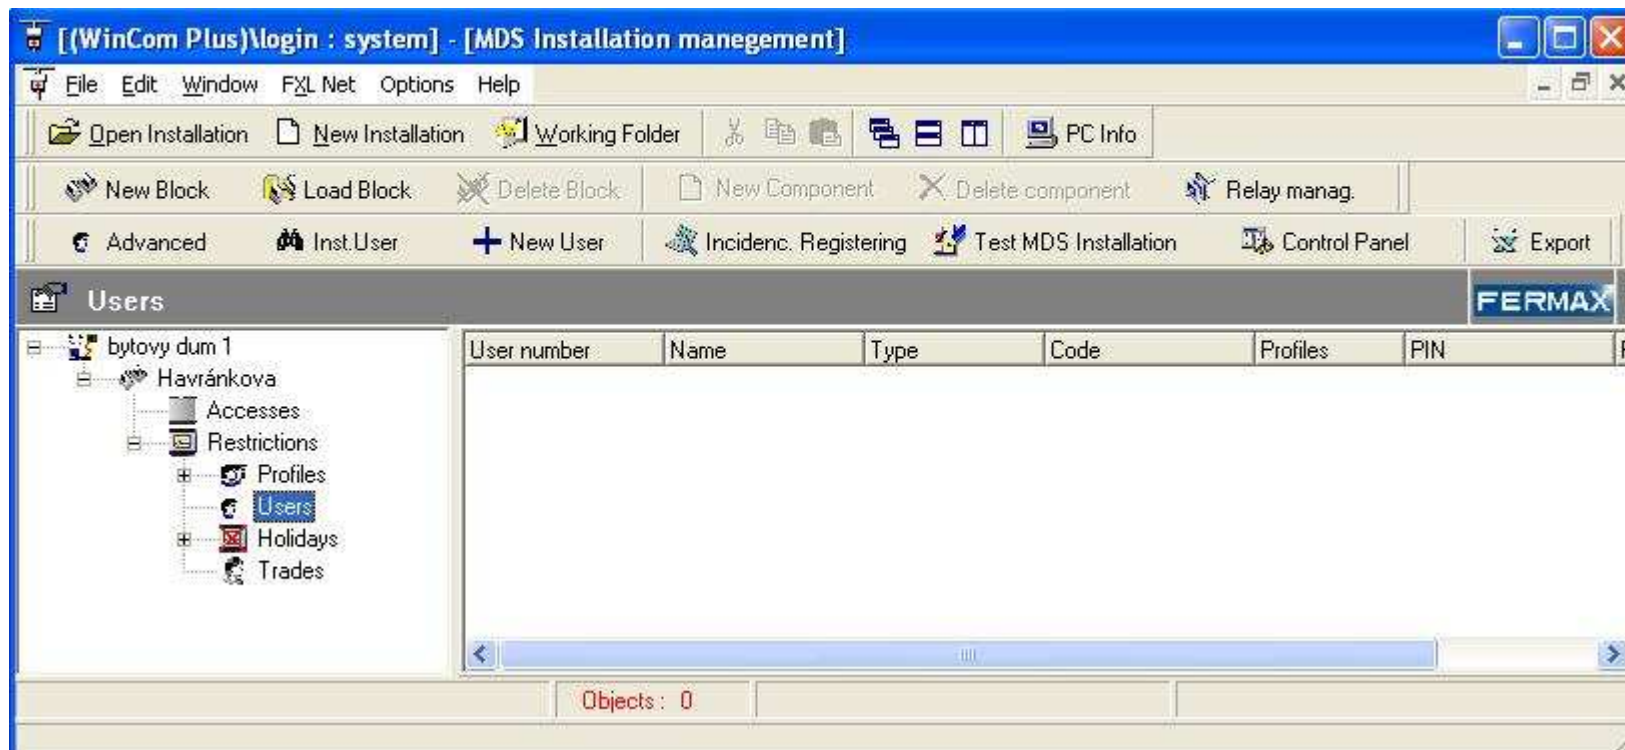 [(WinCom Plus)\login : system] - [MDS Installation manegement]
File Edit Window FXL Net Options Help
Open Installation New Installation Working Folder PC Info
New Block Load Block Delete Block New Component Delete component Relay manag.
Advanced Inst.User New User Incidenc. Registering Test MDS Installation Control Panel Export
Users FERMAX
bytovy dum 1
User number Name Type Code Profiles PIN
Havránkova
Accesses
Restrictions
Profiles
Users
Holidays
Trades
Objects : 0